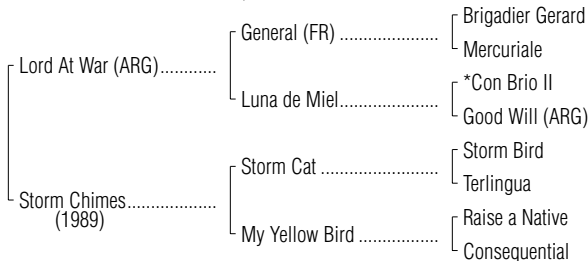 Brigadier Gerard
General (FR) ....................
Mercuriale
Lord At War (ARG)............
*Con Brio II
Luna de Miel....................
Good Will (ARG)
Storm Bird
Storm Cat ........................
Terlingua
Storm Chimes..................
(1989)
Raise a Native
My Yellow Bird ................
Consequential